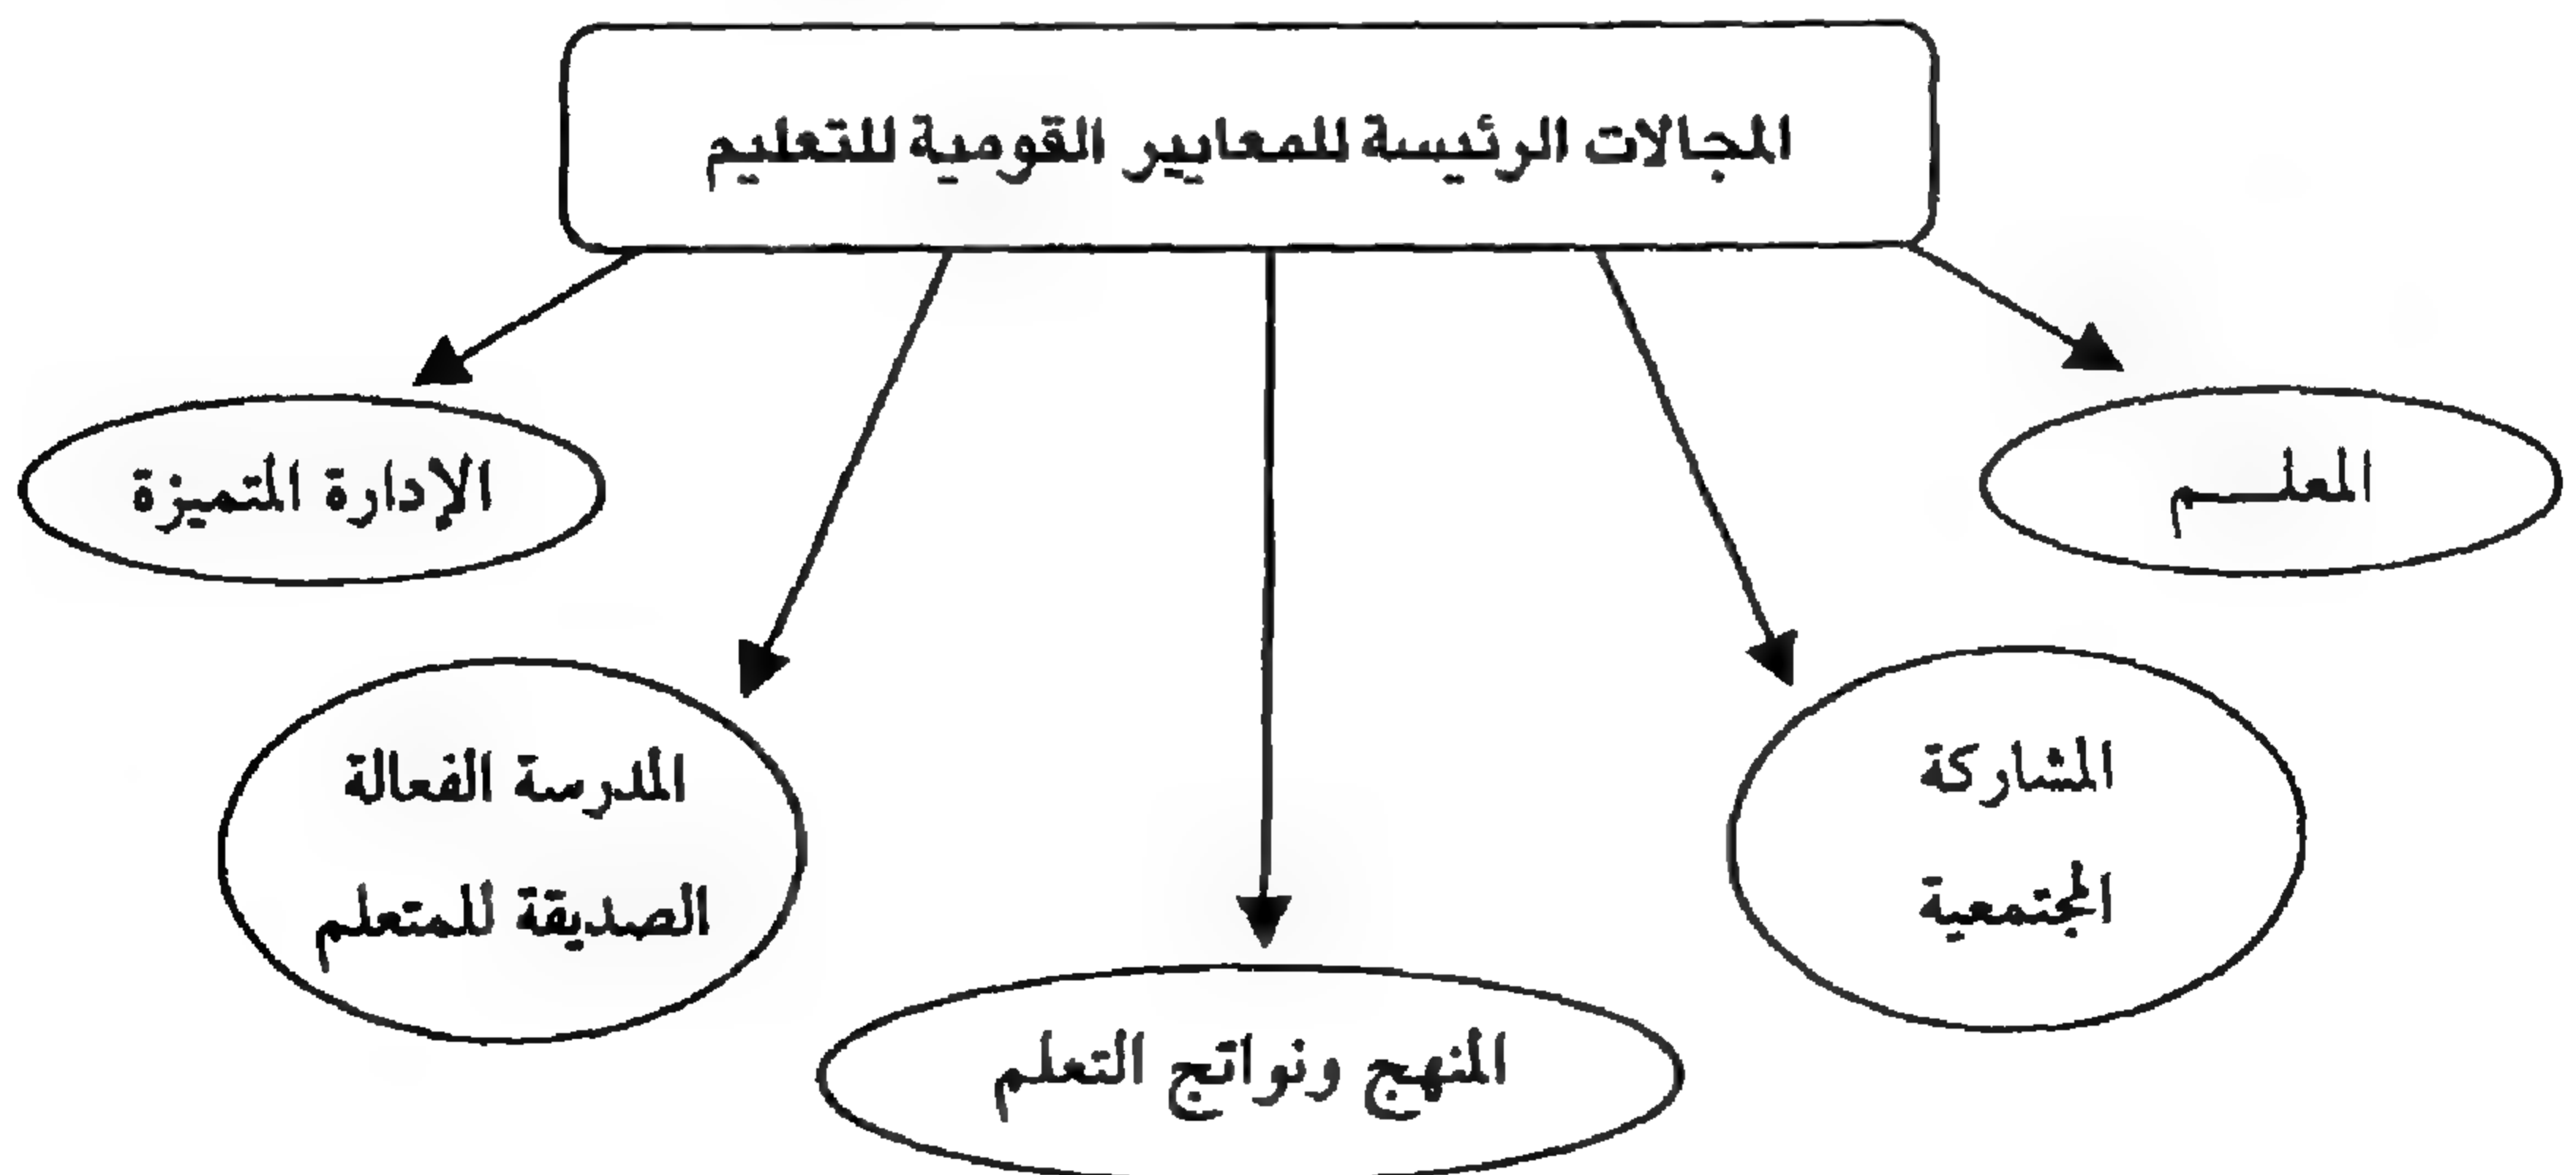 المجالات الرئيسة للمعايير القومية للتعليم
المعلـــم
الإدارة المتميزة
المشاركة
المجتمعية
المدرسة الفعالة
الصديقة للمتعلم
المنهج ونواتج التعلم